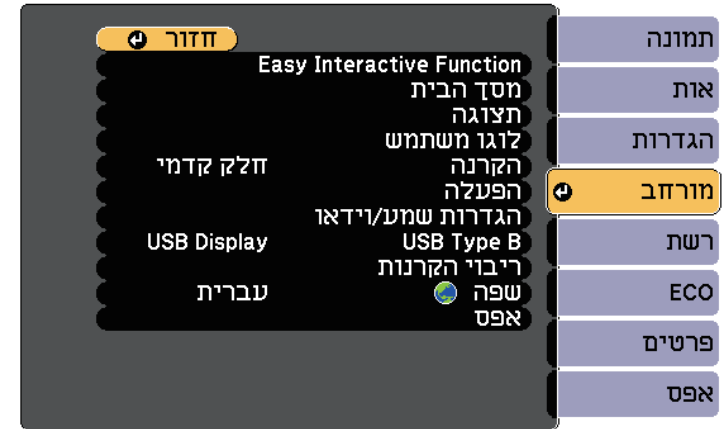 חזור
Easy Interactive Function
מסך הבית
תצוגה
לוגו משתמש
הקרנה חלק קדמי
הפעלה
הגדרות שמע/וידאו
USB Type B USB Display
ריבוי הקרנות
שפה עברית
אפס
תמונה
אות
הגדרות
מורחב
רשת
ECO
פרטים
אפס